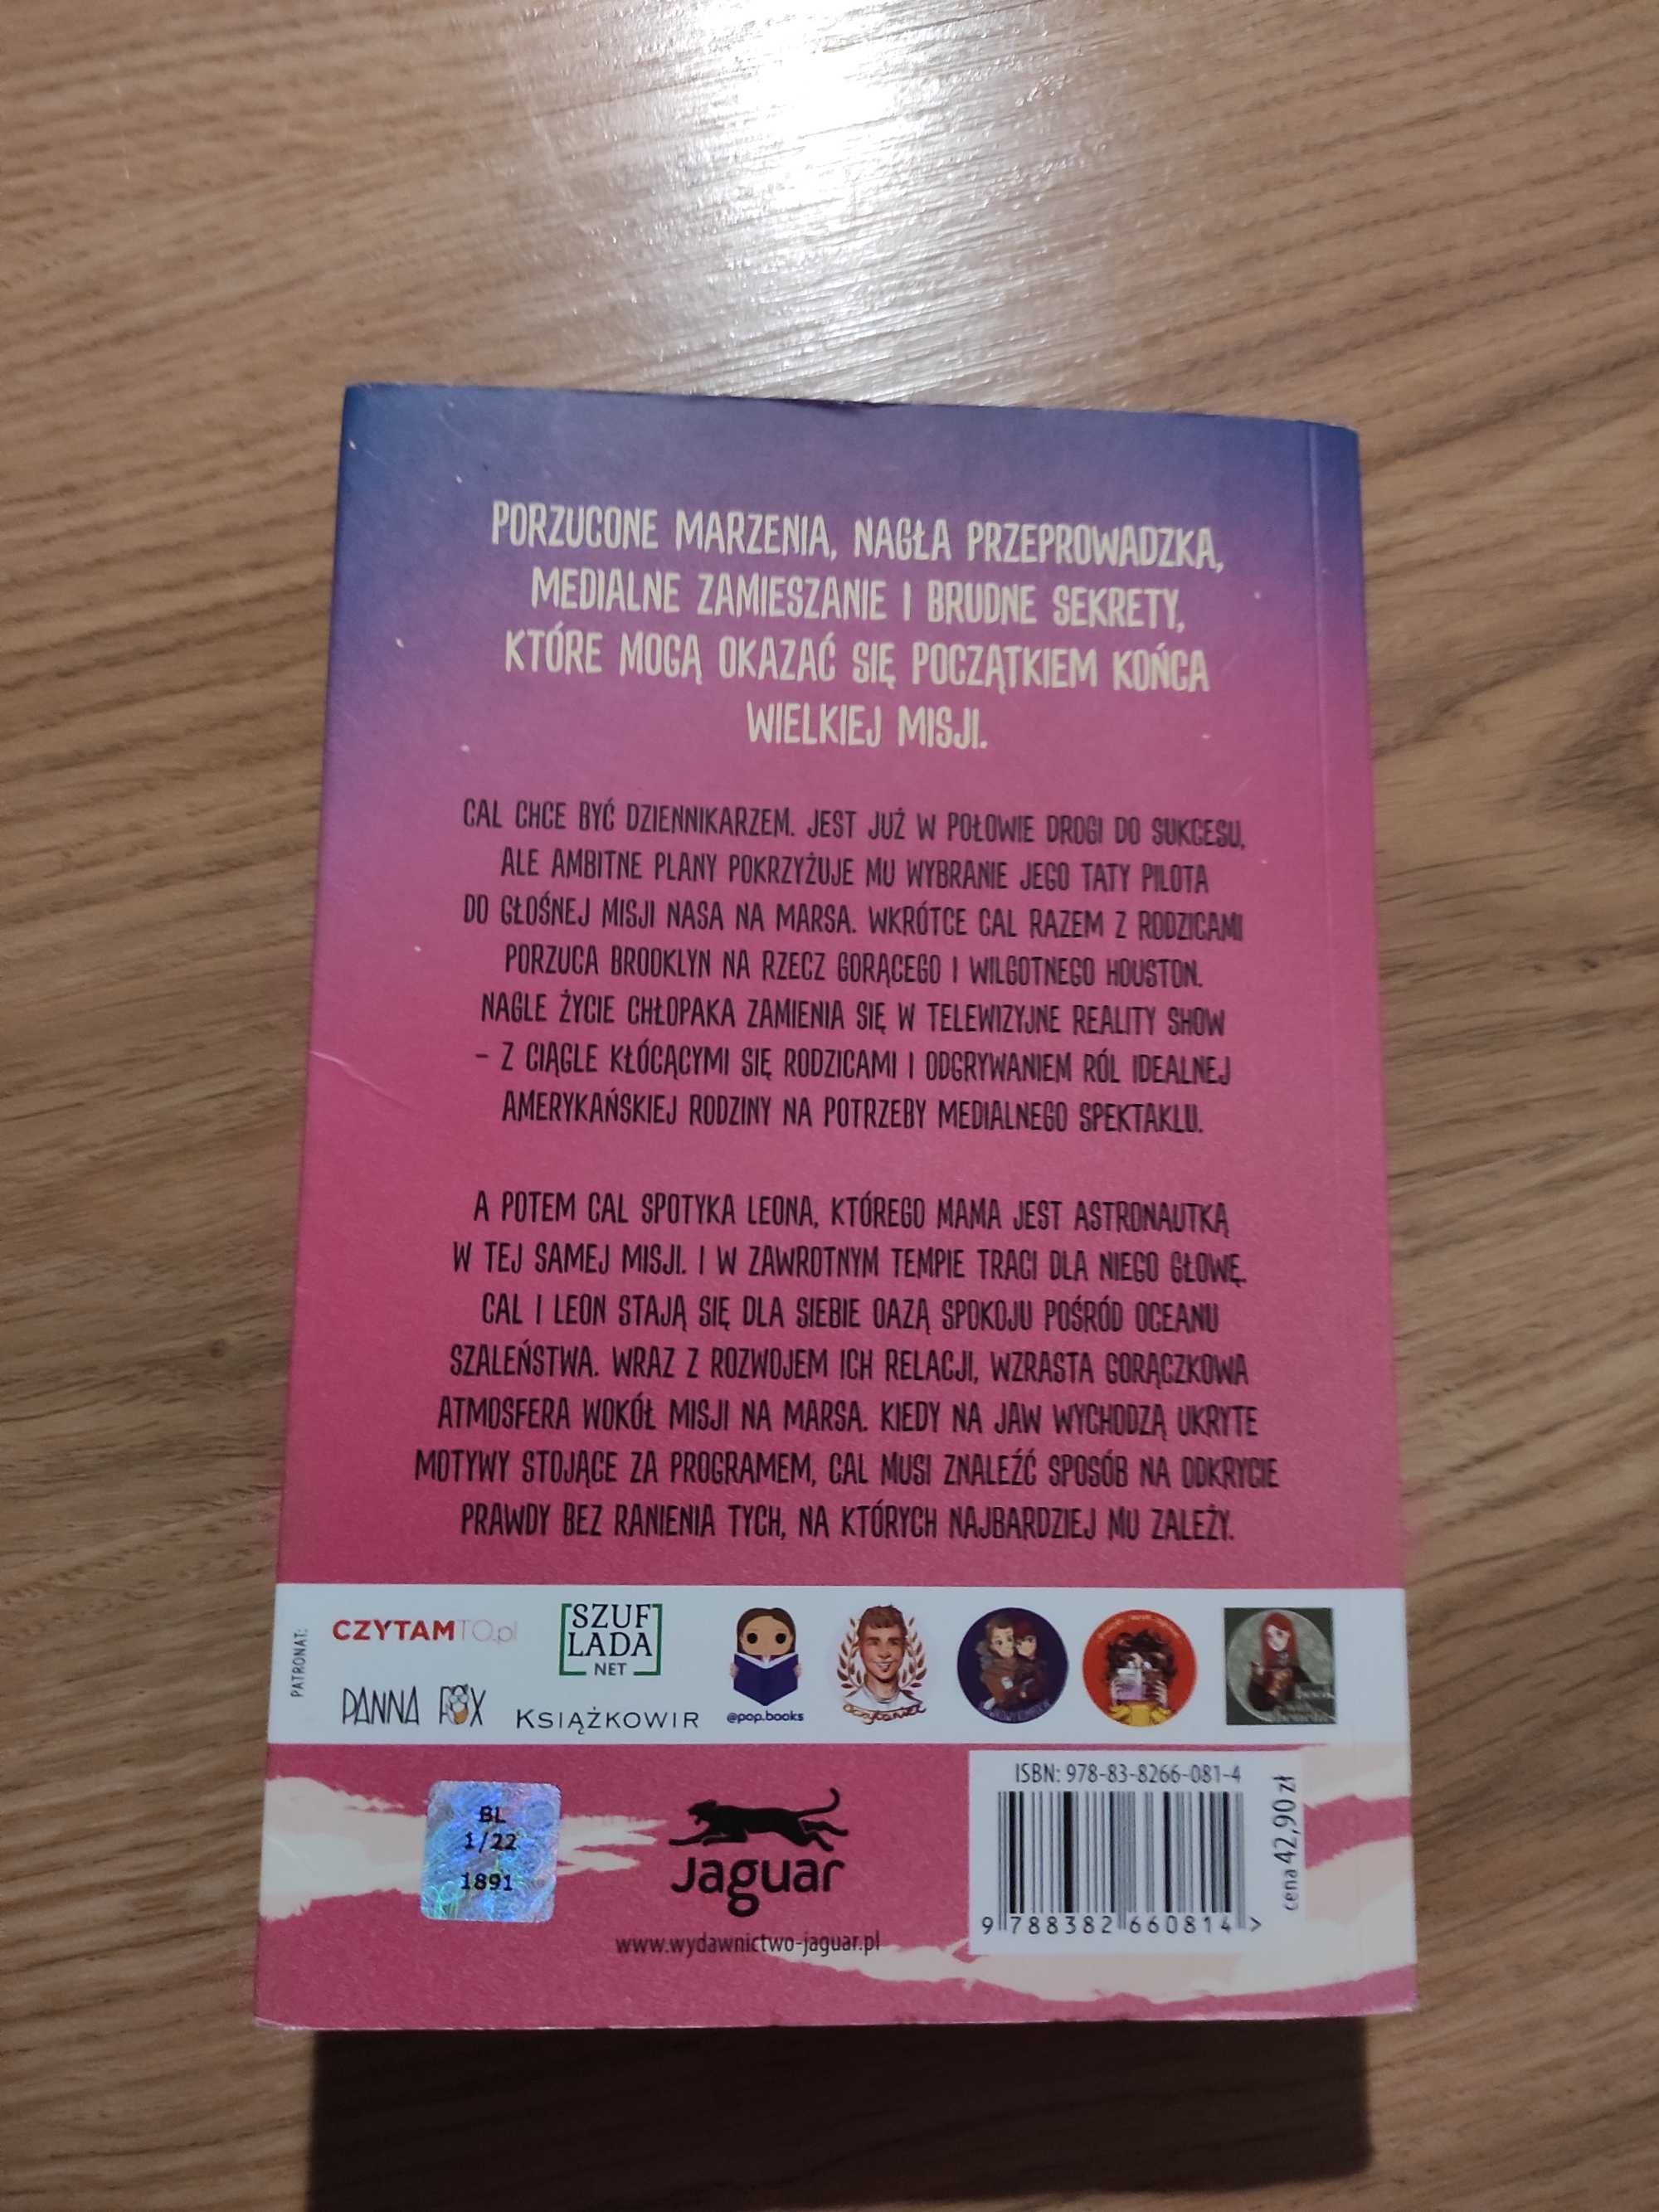 PORZUCONE MARZENIA, NAGŁA PRZEPROWADZKA,
MEDIALNE ZAMIESZANIE I BRUDNE SEKRETY,
KTÓRE MOGĄ OKAZAĆ SIĘ POCZĄTKIEM KOŃCA
WIELKIEJ MISJI.
CAL CHCE BYĆ DZIENNIKARZEM. JEST JUŻ W POŁOWIE DROGI DO SUKCESU,
ALE AMBITNE PLANY POKRZYŻUJE MU WYBRANIE JEGO TATY PILOTA
DO GŁOŚNEJ MISJI NASA NA MARSA. WKRÓTCE CAL RAZEM Z RODZICAMI
PORZUCA BROOKLYN NA RZECZ GORĄCEGO I WILGOTNEGO HOUSTON.
NAGLE ŻYCIE CHŁOPAKA ZAMIENIA SIĘ W TELEWIZYJNE REALITY SHOW
– Z CIĄGLE KŁÓCĄCYMI SIĘ RODZICAMI I ODGRYWANIEM RÓL IDEALNEJ
AMERYKAŃSKIEJ RODZINY NA POTRZEBY MEDIALNEGO SPEKTAKLU.
A POTEM CAL SPOTYKA LEONA, KTÓREGO MAMA JEST ASTRONAUTKĄ
W TEJ SAMEJ MISJI. I W ZAWROTNYM TEMPIE TRACI DLA NIEGO GŁOWĘ.
CAL I LEON STAJĄ SIĘ DLA SIEBIE OAZĄ SPOKOJU POŚRÓD OCEANU
SZALEŃSTWA. WRAZ Z ROZWOJEM ICH RELACJI, WZRASTA GORĄCZKOWA
ATMOSFERA WOKÓŁ MISJI NA MARSA. KIEDY NA JAW WYCHODZĄ UKRYTE
MOTYWY STOJĄCE ZA PROGRAMEM, CAL MUSI ZNALEŹĆ SPOSÓB NA ODKRYCIE
PRAWDY BEZ RANIENIA TYCH, NA KTÓRYCH NAJBARDZIEJ MU ZALEŻY.
PATRONAT:
CZYTAMTO.pl
SZUF
LADA
NET
PANNA FOX
KSIĄŻKOWIR
@pop.books
BL
1/22
1891
Jaguar
www.wydawnictwo-jaguar.pl
ISBN: 978-83-8266-081-4
9 788382 660814 >
cena 42,90 zł